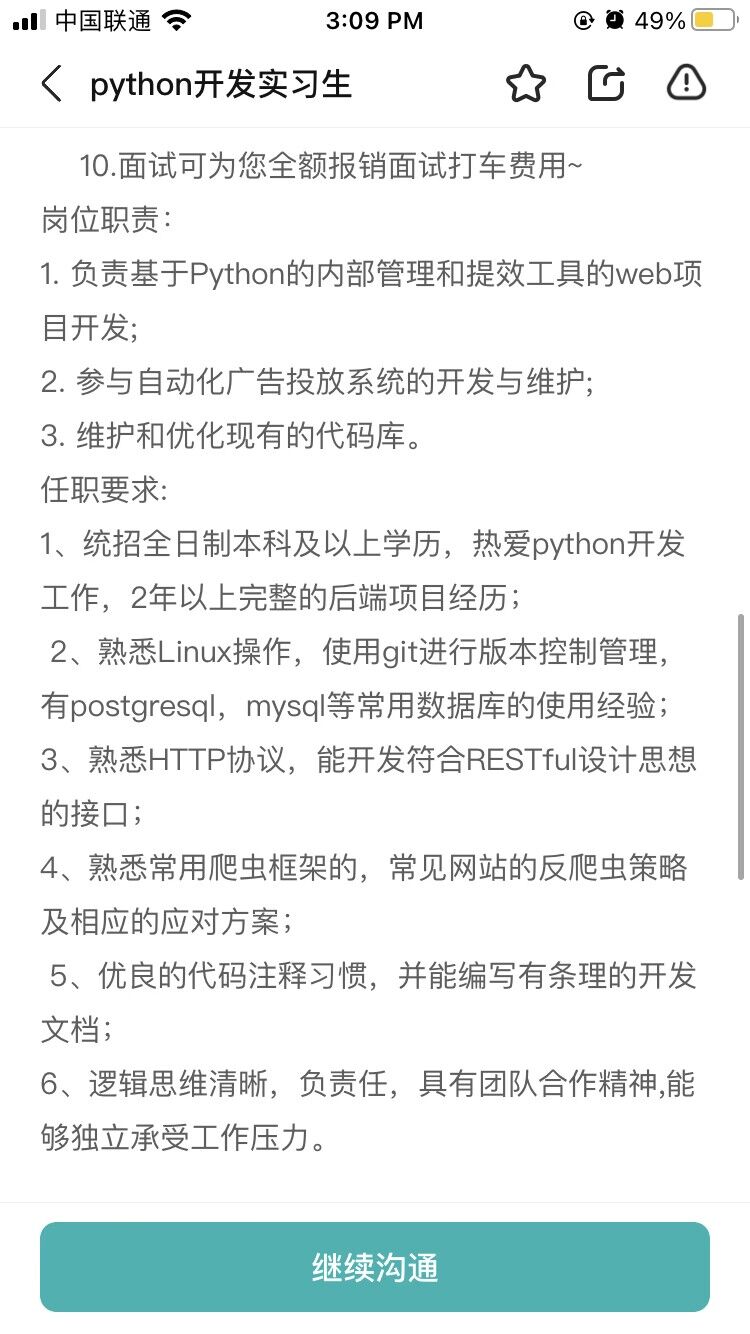 中国联通 3:09 PM 49%
python开发实习生
10.面试可为您全额报销面试打车费用~
岗位职责：
1. 负责基于Python的内部管理和提效工具的web项
目开发;
2. 参与自动化广告投放系统的开发与维护;
3. 维护和优化现有的代码库。
任职要求:
1、统招全日制本科及以上学历，热爱python开发
工作，2年以上完整的后端项目经历；
2、熟悉Linux操作，使用git进行版本控制管理，
有postgresql，mysql等常用数据库的使用经验；
3、熟悉HTTP协议，能开发符合RESTful设计思想
的接口；
4、熟悉常用爬虫框架的，常见网站的反爬虫策略
及相应的应对方案；
5、优良的代码注释习惯，并能编写有条理的开发
文档；
6、逻辑思维清晰，负责任，具有团队合作精神,能
够独立承受工作压力。
继续沟通